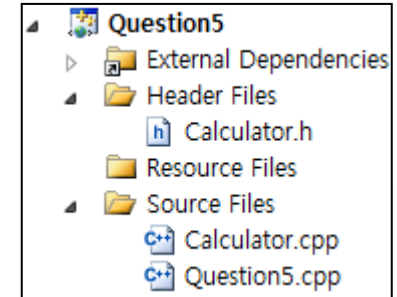 Question5
External Dependencies
Header Files
Calculator.h
Resource Files
Source Files
Calculator.cpp
Question5.cpp